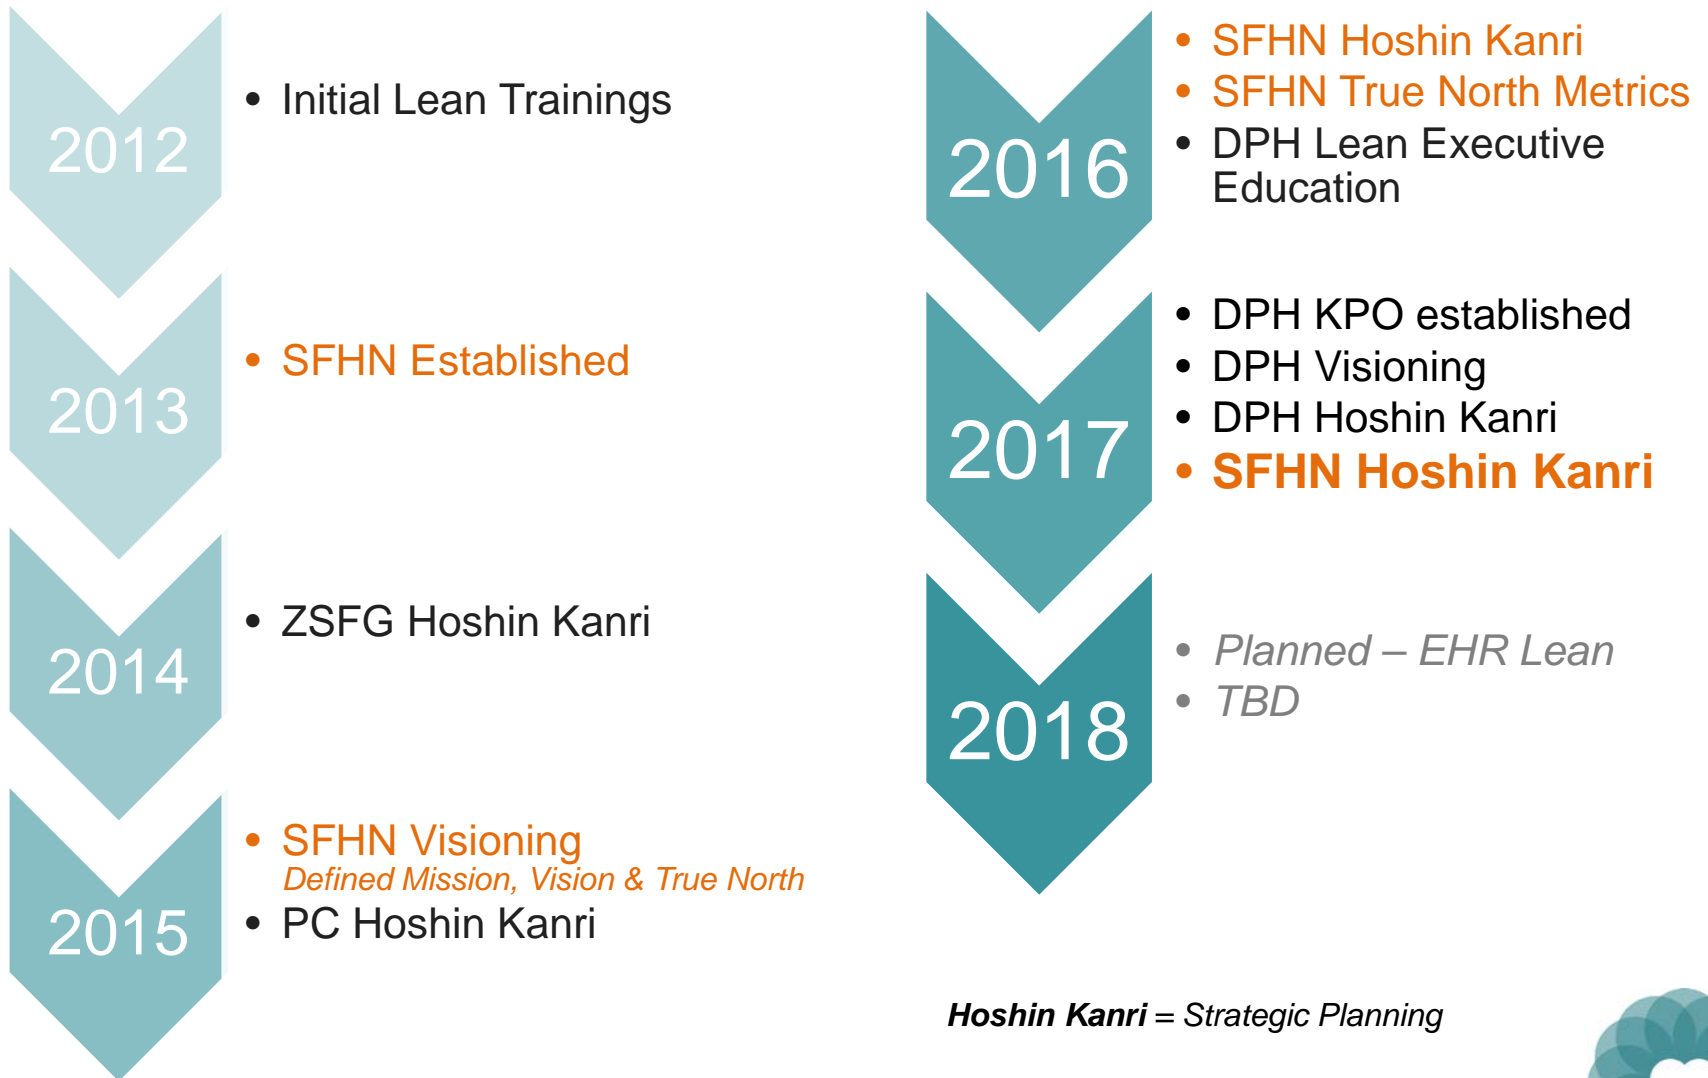 2012
• Initial Lean Trainings
2013
• SFHN Established
2014
• ZSFG Hoshin Kanri
2015
• SFHN Visioning
Defined Mission, Vision & True North
• PC Hoshin Kanri
2016
• SFHN Hoshin Kanri
• SFHN True North Metrics
• DPH Lean Executive
Education
2017
• DPH KPO established
• DPH Visioning
• DPH Hoshin Kanri
• SFHN Hoshin Kanri
2018
• Planned – EHR Lean
• TBD
Hoshin Kanri = Strategic Planning